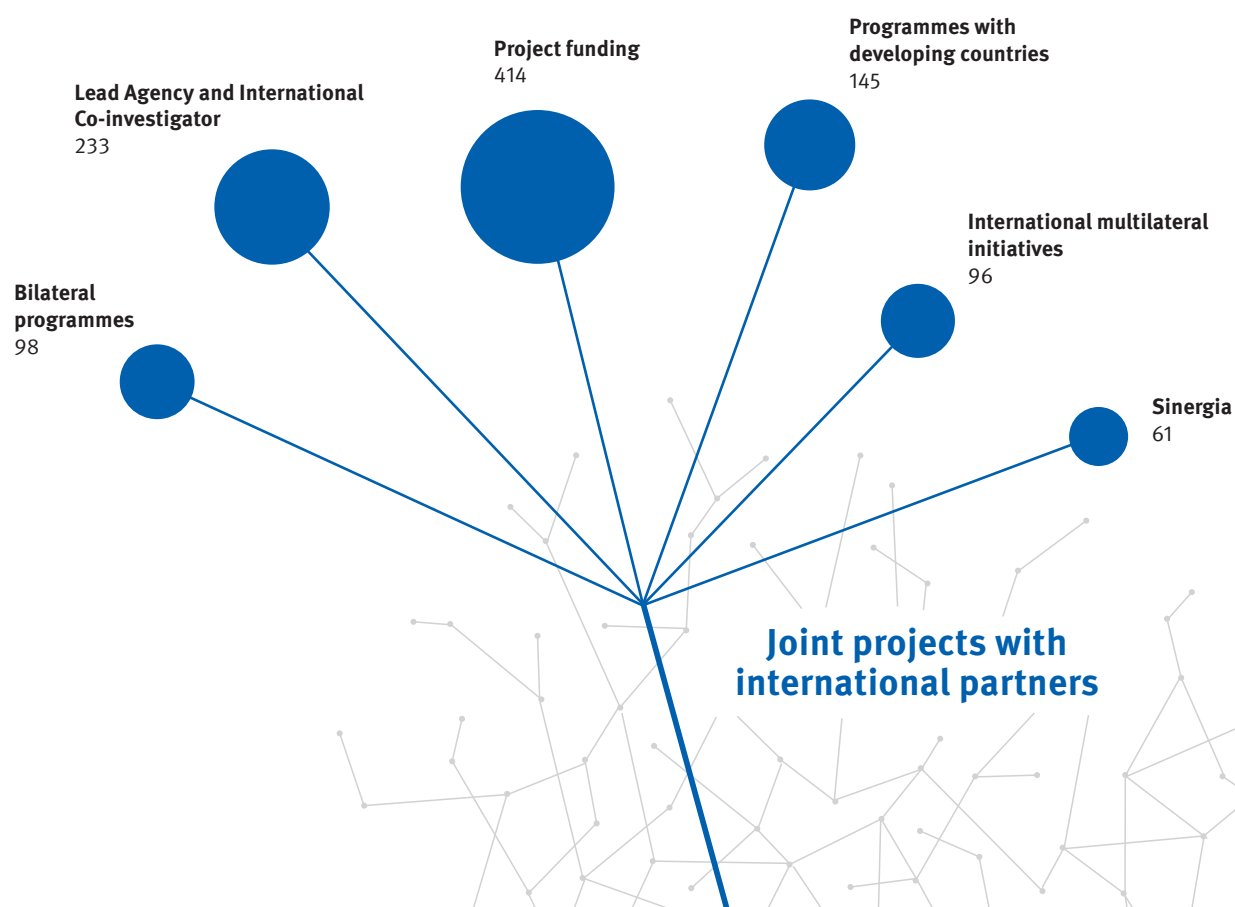 Programmes with
developing countries
145
Project funding
414
Lead Agency and International
Co-investigator
233
International multilateral
initiatives
96
Bilateral
programmes
98
Sinergia
61
Joint projects with
international partners